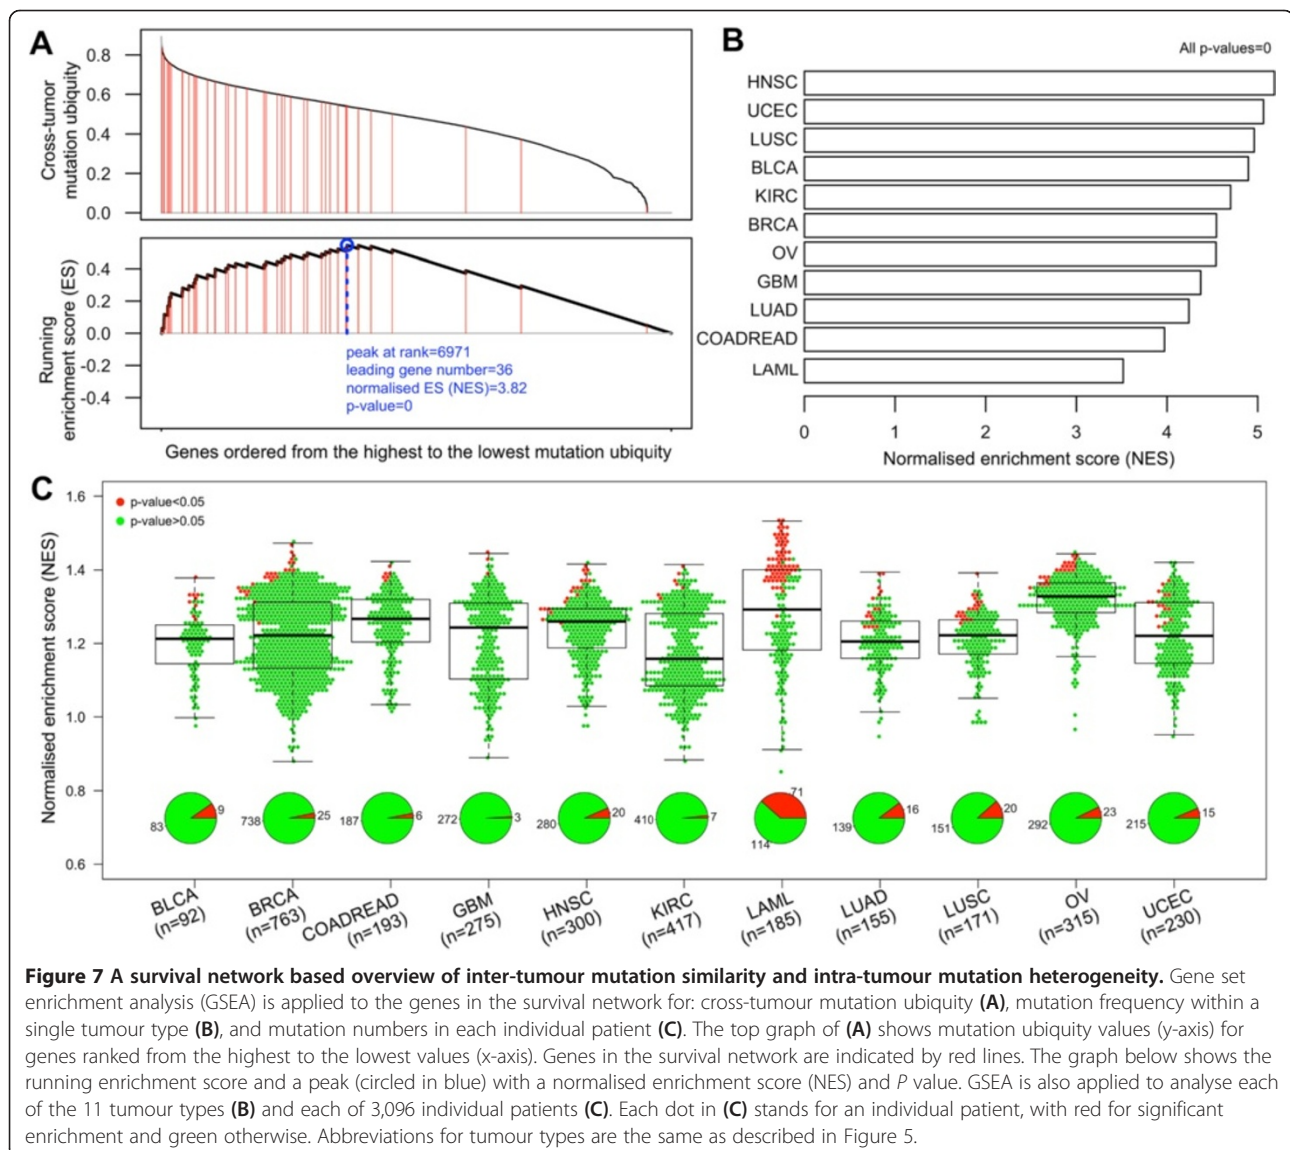 A
Cross-tumor
mutation ubiquity
0.8
0.6
0.4
0.2
0.0
Running
enrichment score (ES)
0.4
0.2
0.0
-0.2
-0.4
peak at rank=6971
leading gene number=36
normalised ES (NES)=3.82
p-value=0
Genes ordered from the highest to the lowest mutation ubiquity
B
All p-values=0
HNSC
UCEC
LUSC
BLCA
KIRC
BRCA
OV
GBM
LUAD
COADREAD
LAML
0 1 2 3 4 5
Normalised enrichment score (NES)
C
Normalised enrichment score (NES)
1.6
1.4
1.2
1.0
0.8
0.6
p-value<0.05
p-value>0.05
83 9
738 25
187 6
272 3
280 20
410 7
114 71
139 16
151 20
292 23
215 15
BLCA
(n=92)
BRCA
(n=763)
COADREAD
(n=193)
GBM
(n=275)
HNSC
(n=300)
KIRC
(n=417)
LAML
(n=185)
LUAD
(n=155)
LUSC
(n=171)
OV
(n=315)
UCEC
(n=230)
Figure 7 A survival network based overview of inter-tumour mutation similarity and intra-tumour mutation heterogeneity. Gene set
enrichment analysis (GSEA) is applied to the genes in the survival network for: cross-tumour mutation ubiquity (A), mutation frequency within a
single tumour type (B), and mutation numbers in each individual patient (C). The top graph of (A) shows mutation ubiquity values (y-axis) for
genes ranked from the highest to the lowest values (x-axis). Genes in the survival network are indicated by red lines. The graph below shows the
running enrichment score and a peak (circled in blue) with a normalised enrichment score (NES) and P value. GSEA is also applied to analyse each
of the 11 tumour types (B) and each of 3,096 individual patients (C). Each dot in (C) stands for an individual patient, with red for significant
enrichment and green otherwise. Abbreviations for tumour types are the same as described in Figure 5.